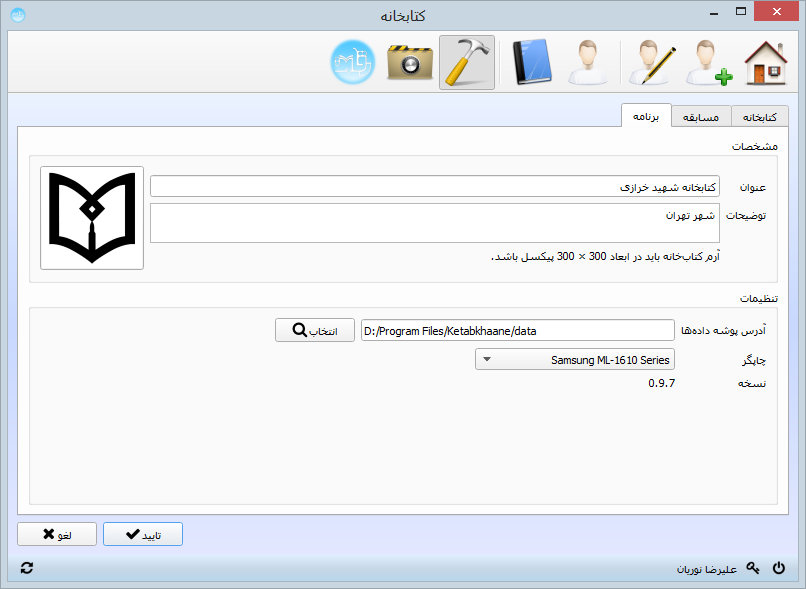 کتابخانه
کتابخانه
مسابقه
برنامه
مشخصات
عنوان
کتابخانه شهید خرازی
توضیحات
شهر تهران
آرم کتاب‌خانه باید در ابعاد 300 × 300 پیکسل باشد.
تنظیمات
آدرس پوشه داده‌ها
D:/Program Files/Ketabkhaane/data
انتخاب
چاپگر
Samsung ML-1610 Series
نسخه
0.9.7
تایید
لغو
علیرضا نوریان